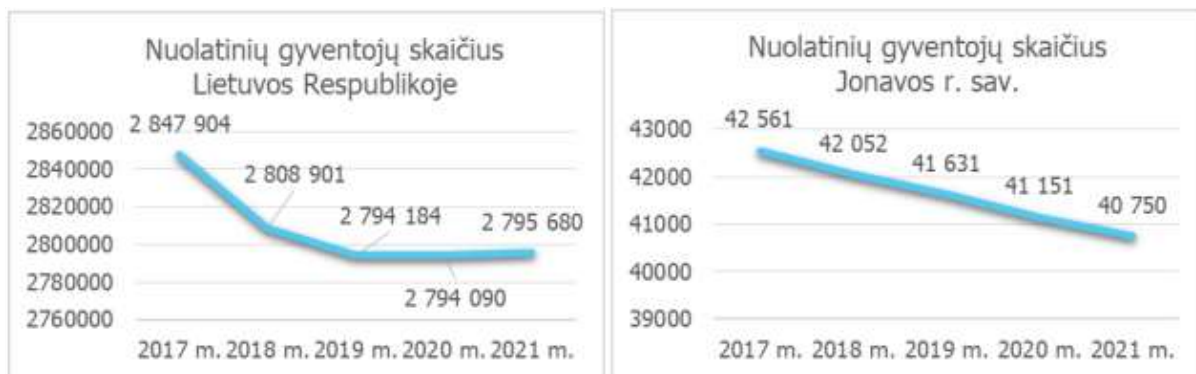 Nuolatinių gyventojų skaičius
Lietuvos Respublikoje
2860000
2840000
2820000
2800000
2780000
2760000
2 847 904
2 808 901
2 794 184
2 795 680
2 794 090
2017 m. 2018 m. 2019 m. 2020 m. 2021 m.
Nuolatinių gyventojų skaičius
Jonavos r. sav.
43000
42000
41000
40000
39000
42 561
42 052
41 631
41 151
40 750
2017 m. 2018 m. 2019 m. 2020 m. 2021 m.